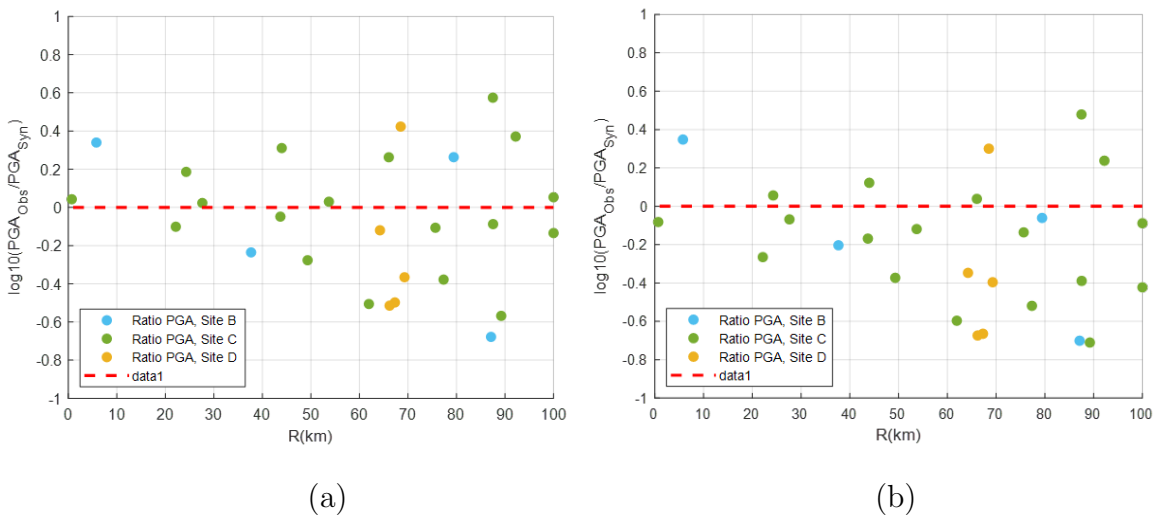 1
0.8
0.6
0.4
0.2
0
-0.2
-0.4
-0.6
-0.8
-1
log10(PGA_Obs/PGA_Syn)
Ratio PGA, Site B
Ratio PGA, Site C
Ratio PGA, Site D
data1
0 10 20 30 40 50 60 70 80 90 100
R(km)
(a)
1
0.8
0.6
0.4
0.2
0
-0.2
-0.4
-0.6
-0.8
-1
log10(PGA_Obs/PGA_Syn)
Ratio PGA, Site B
Ratio PGA, Site C
Ratio PGA, Site D
data1
0 10 20 30 40 50 60 70 80 90 100
R(km)
(b)